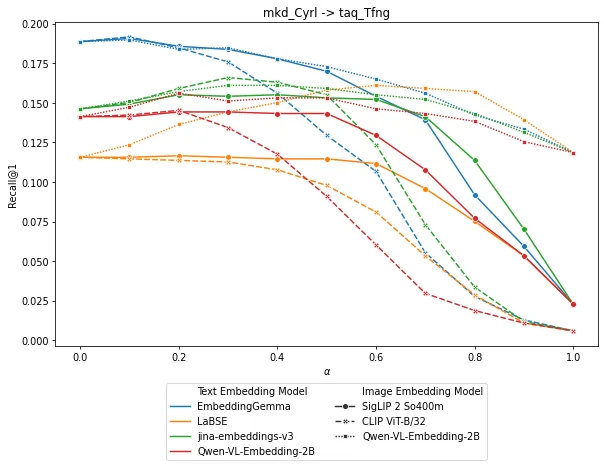 mkd_Cyrl -> taq_Tfng
Recall@1
0.200
0.175
0.150
0.125
0.100
0.075
0.050
0.025
0.000
0.0 0.2 0.4 0.6 0.8 1.0
α
Text Embedding Model Image Embedding Model
EmbeddingGemma SigLIP 2 So400m
LaBSE CLIP ViT-B/32
jina-embeddings-v3 Qwen-VL-Embedding-2B
Qwen-VL-Embedding-2B